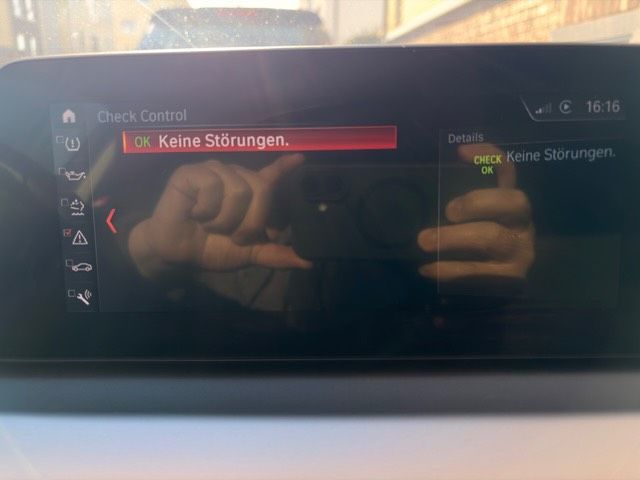 Check Control
16:16
OK Keine Störungen.
Details
CHECK OK Keine Störungen.